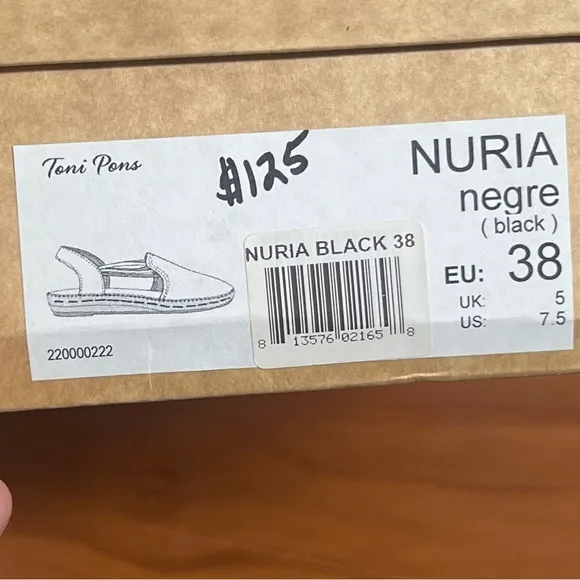 Toni Pons
$125
NURIA
negre
( black )
EU: 38
UK: 5
US: 7.5
NURIA BLACK 38
8 13576 02165 8
220000222